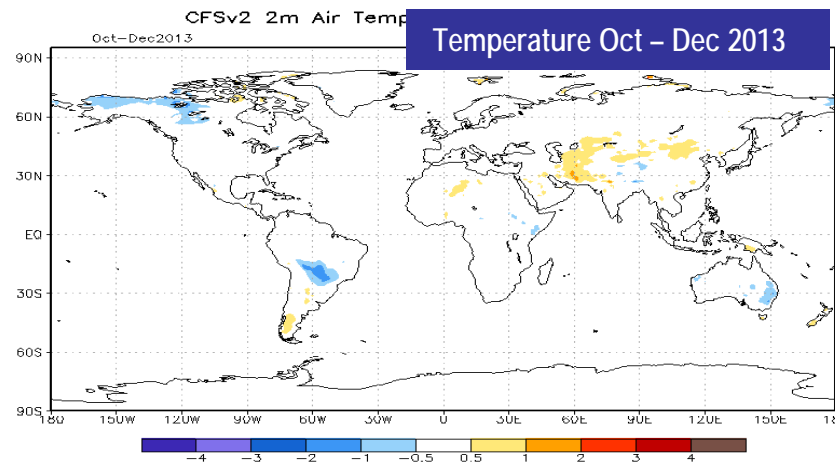 CFSv2 2m Air Temp
Temperature Oct – Dec 2013
Oct-Dec2013
90N
60N
30N
EQ
30S
60S
90S
180 150W 120W 90W 60W 30W 0 30E 60E 90E 120E 150E 180
-4 -3 -2 -1 -0.5 0.5 1 2 3 4